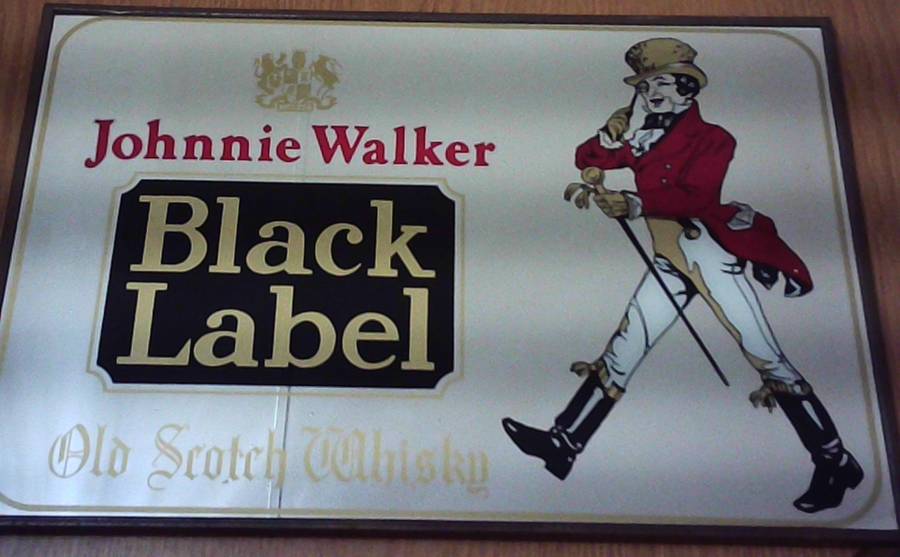 Johnnie Walker
Black
Label
Old Scotch Whisky